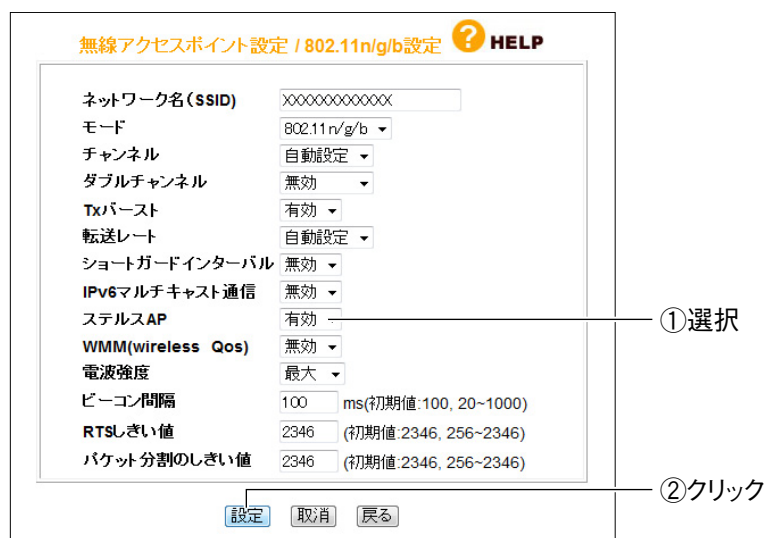 無線アクセスポイント設定 / 802.11n/g/b設定 ? HELP
ネットワーク名(SSID) XXXXXXXXXXXX
モード 802.11n/g/b
チャンネル 自動設定
ダブルチャンネル 無効
Txバースト 有効
転送レート 自動設定
ショートガードインターバル 無効
IPv6マルチキャスト通信 無効
ステルスAP 有効 ①選択
WMM(wireless Qos) 無効
電波強度 最大
ビーコン間隔 100 ms(初期値:100, 20~1000)
RTSしきい値 2346 (初期値:2346, 256~2346)
パケット分割のしきい値 2346 (初期値:2346, 256~2346)
設定 取消 戻る ②クリック